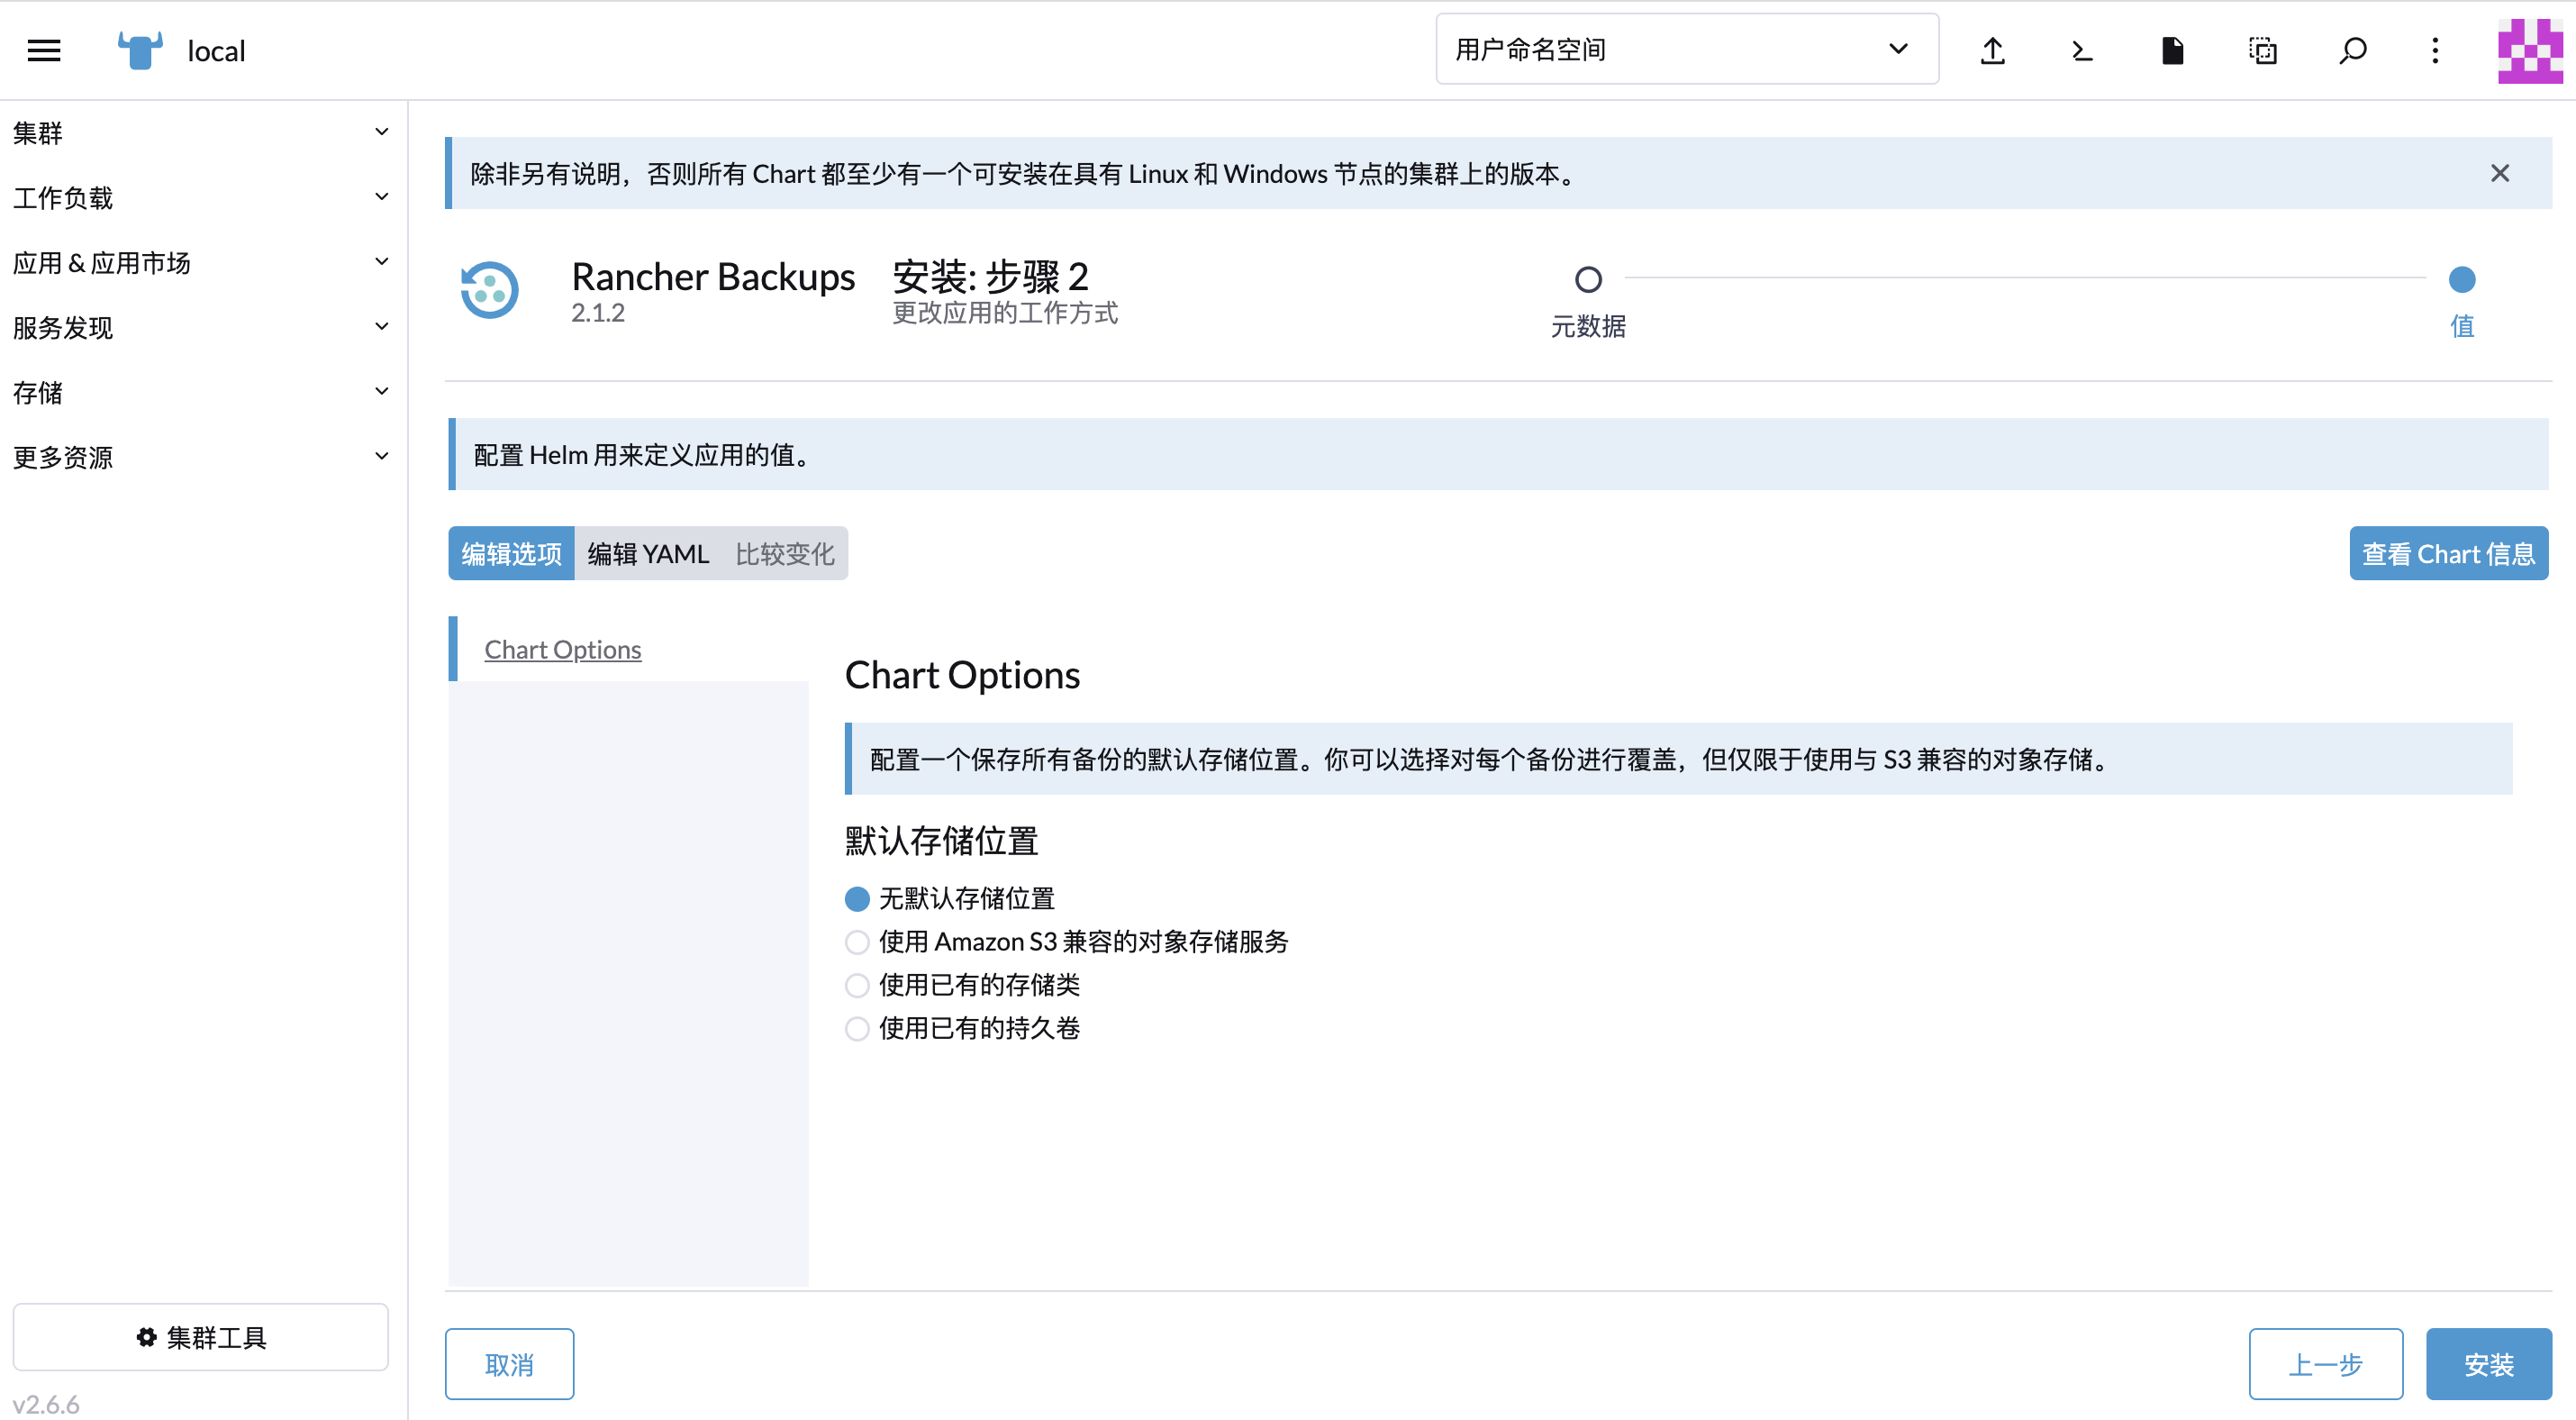 local
用户命名空间
集群
工作负载
应用 & 应用市场
服务发现
存储
更多资源
集群工具
v2.6.6
除非另有说明，否则所有 Chart 都至少有一个可安装在具有 Linux 和 Windows 节点的集群上的版本。
Rancher Backups
2.1.2
安装: 步骤 2
更改应用的工作方式
元数据
值
配置 Helm 用来定义应用的值。
编辑选项
编辑 YAML
比较变化
查看 Chart 信息
Chart Options
Chart Options
配置一个保存所有备份的默认存储位置。你可以选择对每个备份进行覆盖，但仅限于使用与 S3 兼容的对象存储。
默认存储位置
无默认存储位置
使用 Amazon S3 兼容的对象存储服务
使用已有的存储类
使用已有的持久卷
取消
上一步
安装